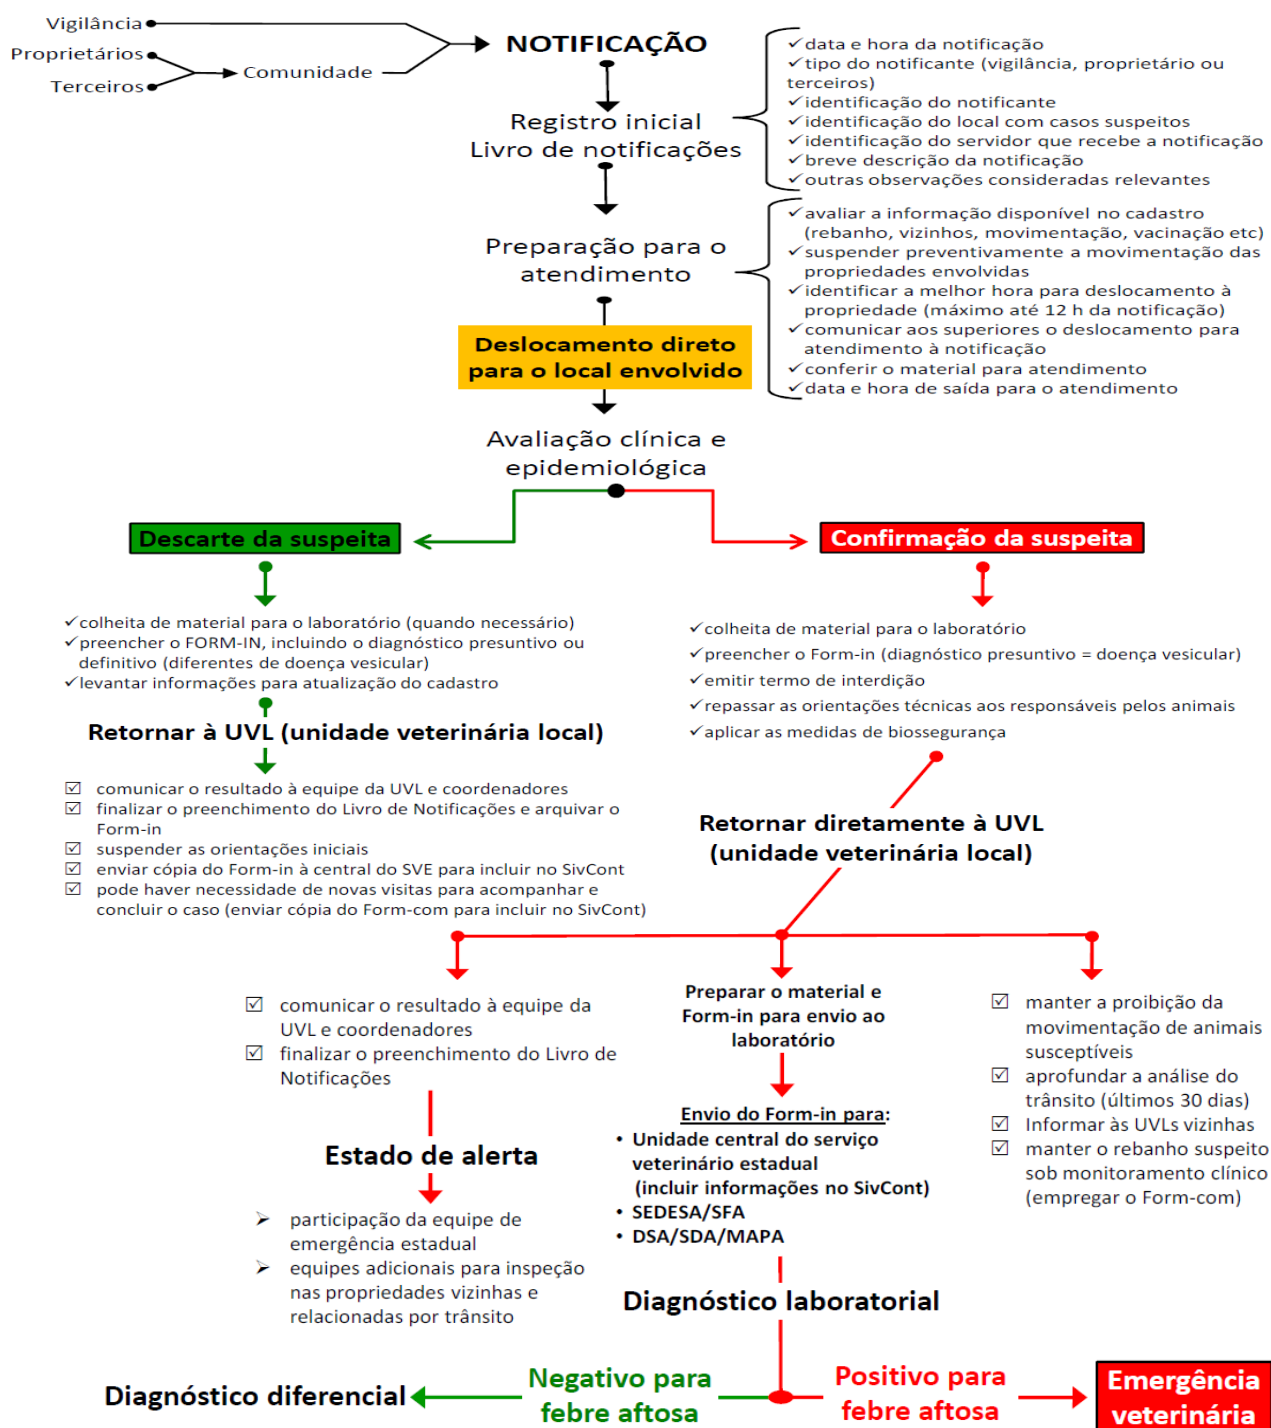 Vigilância
Proprietários
Terceiros
Comunidade
NOTIFICAÇÃO
Registro inicial
Livro de notificações
✓data e hora da notificação
✓tipo do notificante (vigilância, proprietário ou
terceiros)
✓identificação do notificante
✓identificação do local com casos suspeitos
✓identificação do servidor que recebe a notificação
✓breve descrição da notificação
✓outras observações consideradas relevantes
Preparação para o
atendimento
✓avaliar a informação disponível no cadastro
(rebanho, vizinhos, movimentação, vacinação etc)
✓suspender preventivamente a movimentação das
propriedades envolvidas
✓identificar a melhor hora para deslocamento à
propriedade (máximo até 12 h da notificação)
✓comunicar aos superiores o deslocamento para
atendimento à notificação
✓conferir o material para atendimento
✓data e hora de saída para o atendimento
Deslocamento direto
para o local envolvido
Avaliação clínica e
epidemiológica
Descarte da suspeita
✓colheita de material para o laboratório (quando necessário)
✓preencher o FORM-IN, incluindo o diagnóstico presuntivo ou
definitivo (diferentes de doença vesicular)
✓levantar informações para atualização do cadastro
Retornar à UVL (unidade veterinária local)
☑ comunicar o resultado à equipe da UVL e coordenadores
☑ finalizar o preenchimento do Livro de Notificações e arquivar o
Form-in
☑ suspender as orientações iniciais
☑ enviar cópia do Form-in à central do SVE para incluir no SivCont
☑ pode haver necessidade de novas visitas para acompanhar e
concluir o caso (enviar cópia do Form-com para incluir no SivCont)
Confirmação da suspeita
✓colheita de material para o laboratório
✓preencher o Form-in (diagnóstico presuntivo = doença vesicular)
✓emitir termo de interdição
✓repassar as orientações técnicas aos responsáveis pelos animais
✓aplicar as medidas de biossegurança
Retornar diretamente à UVL
(unidade veterinária local)
☑ comunicar o resultado à equipe da
UVL e coordenadores
☑ finalizar o preenchimento do Livro de
Notificações
Estado de alerta
➢ participação da equipe de
emergência estadual
➢ equipes adicionais para inspeção
nas propriedades vizinhas e
relacionadas por trânsito
Preparar o material e
Form-in para envio ao
laboratório
Envio do Form-in para:
• Unidade central do serviço
veterinário estadual
(incluir informações no SivCont)
• SEDESA/SFA
• DSA/SDA/MAPA
☑ manter a proibição da
movimentação de animais
susceptíveis
☑ aprofundar a análise do
trânsito (últimos 30 dias)
☑ Informar às UVLs vizinhas
☑ manter o rebanho suspeito
sob monitoramento clínico
(empregar o Form-com)
Diagnóstico laboratorial
Diagnóstico diferencial
Negativo para
febre aftosa
Positivo para
febre aftosa
Emergência
veterinária